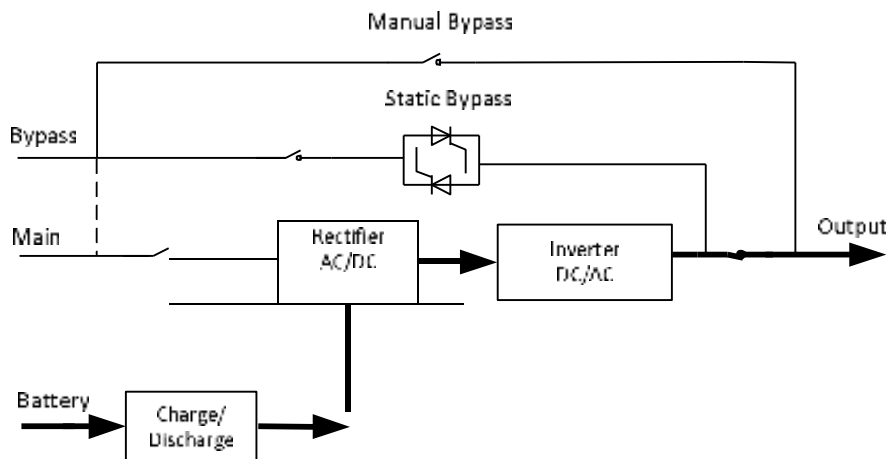 Manual Bypass
Static Bypass
Bypass
Main
Rectifier
AC/DC
Inverter
DC/AC
Output
Battery
Charge/
Discharge